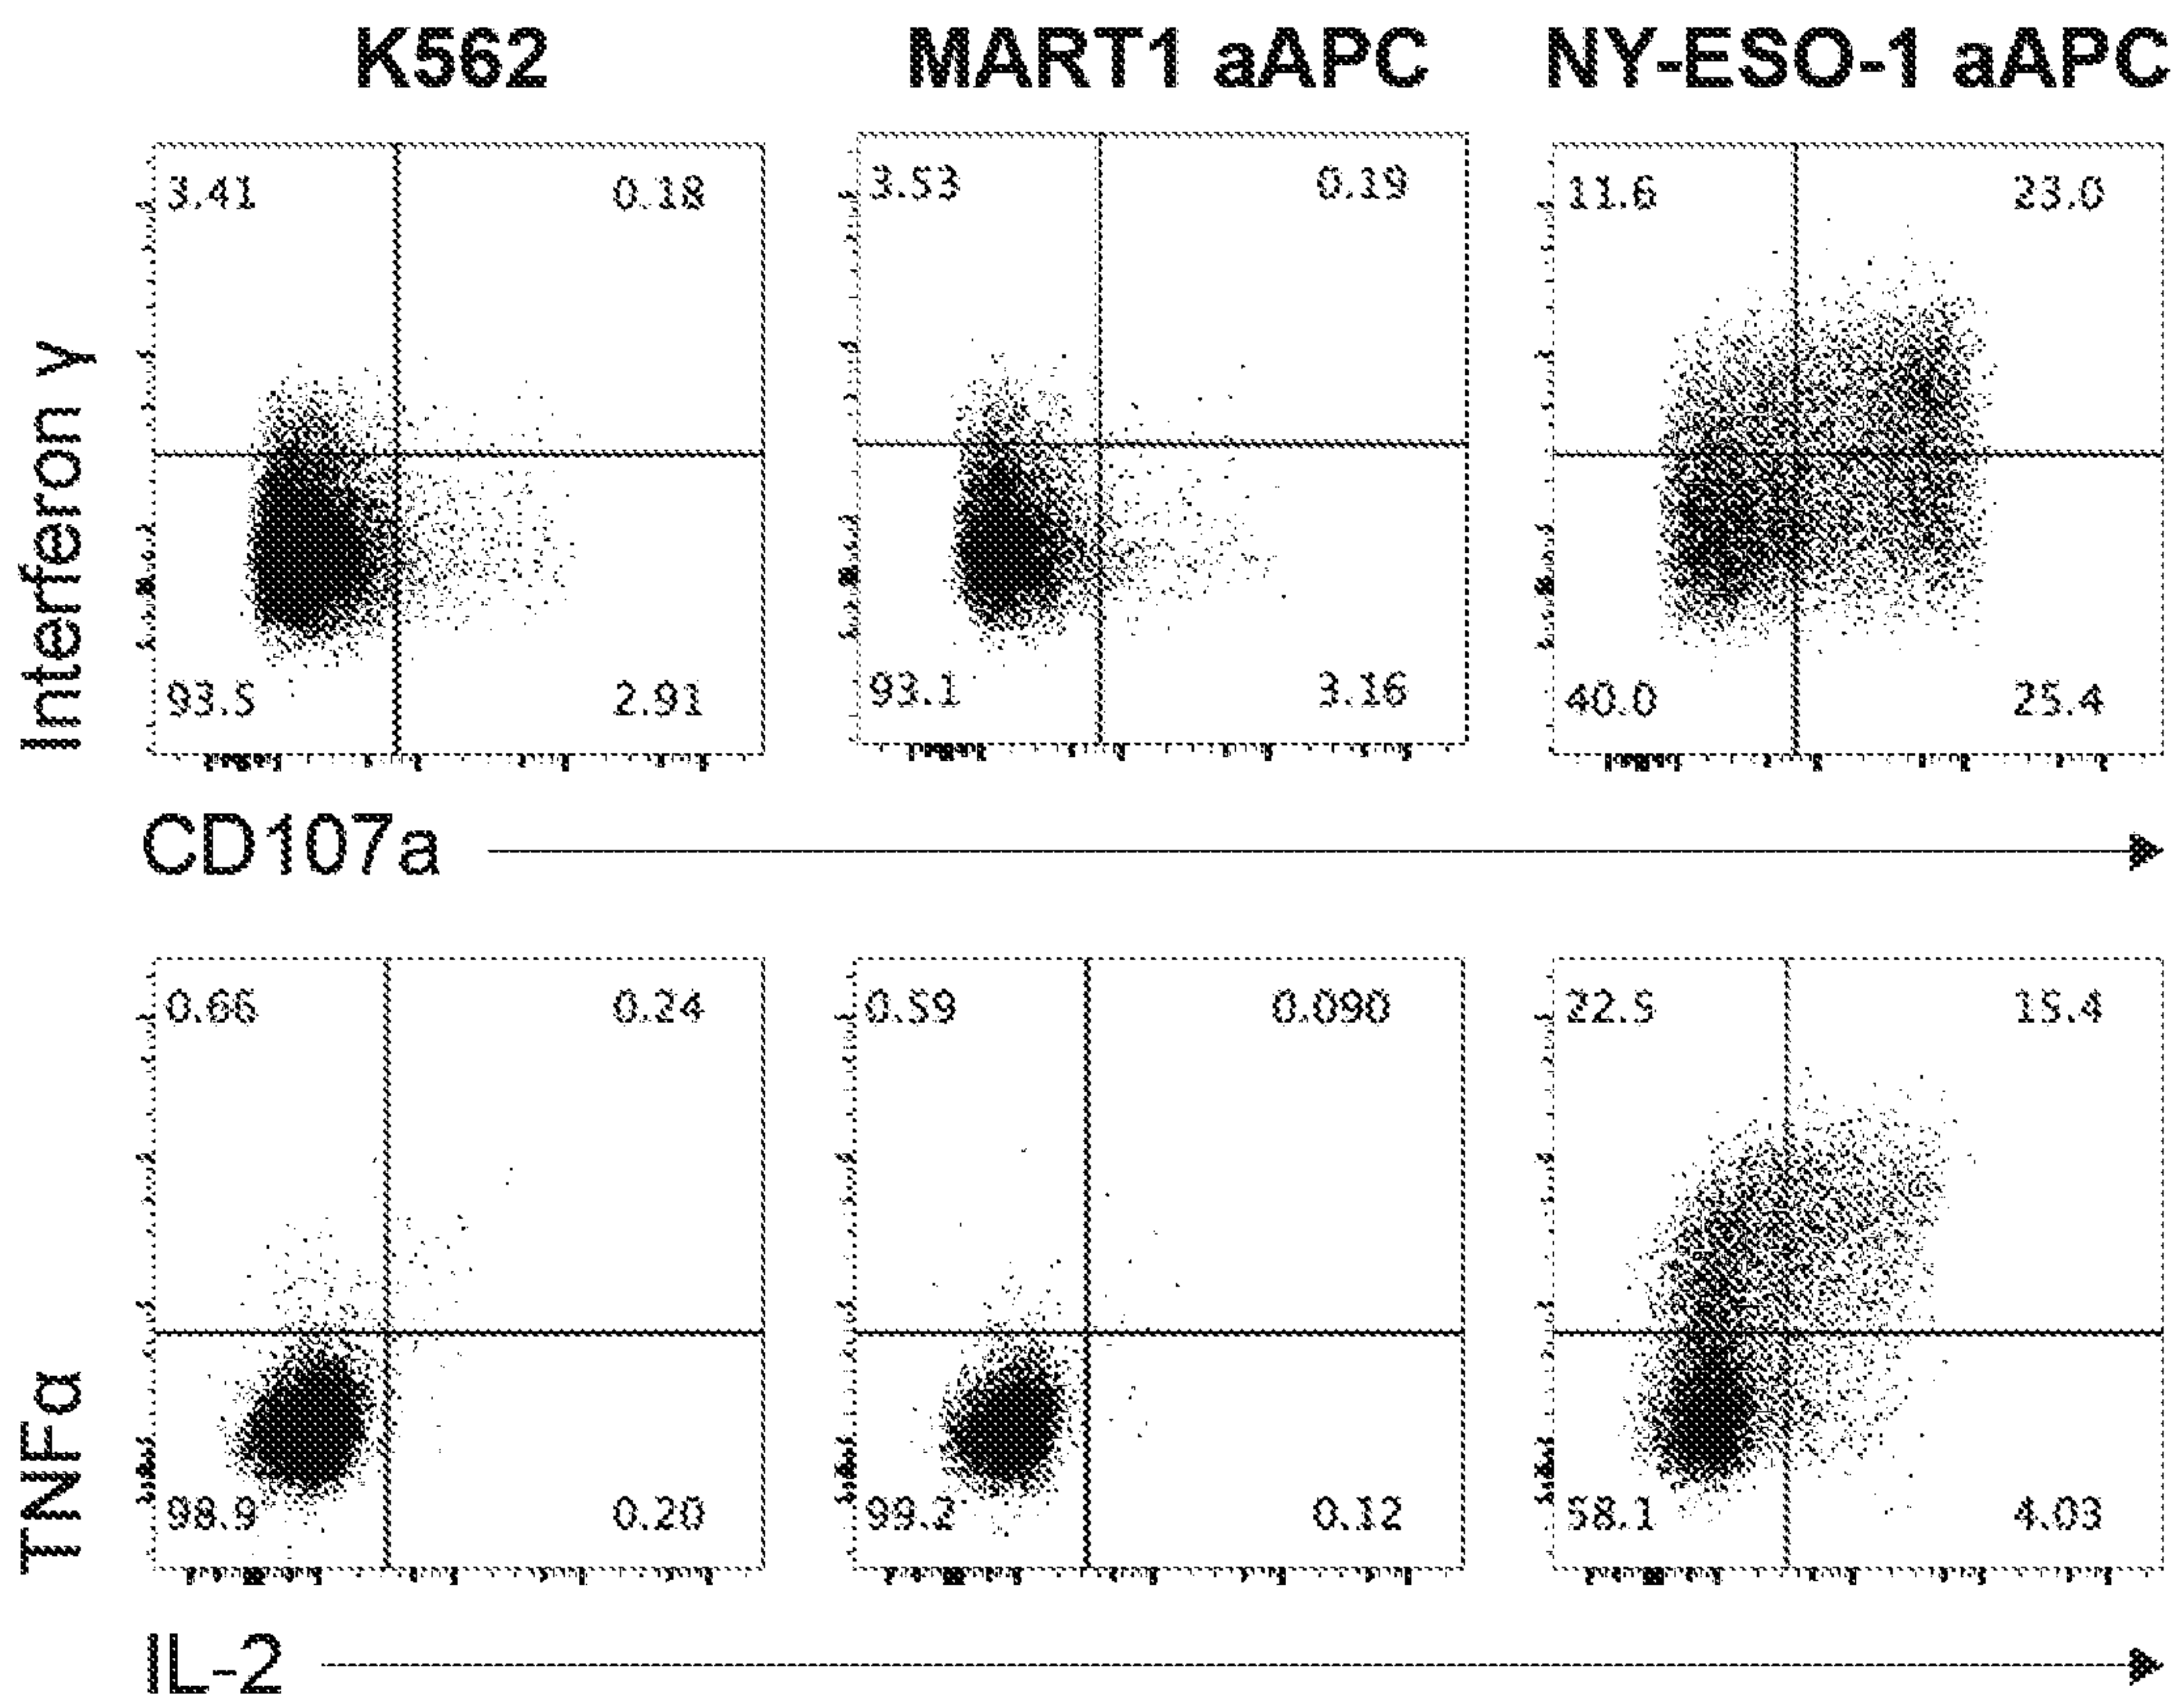 K562 MART1 aAPC NY-ESO-1 aAPC
3.41 0.18 3.53 0.19 11.6 23.0
Interferon γ
93.5 2.91 93.1 3.16 40.0 25.4
CD107a
0.66 0.24 0.59 0.090 22.5 15.4
TNFα
98.9 0.20 99.2 0.12 58.1 4.03
IL-2